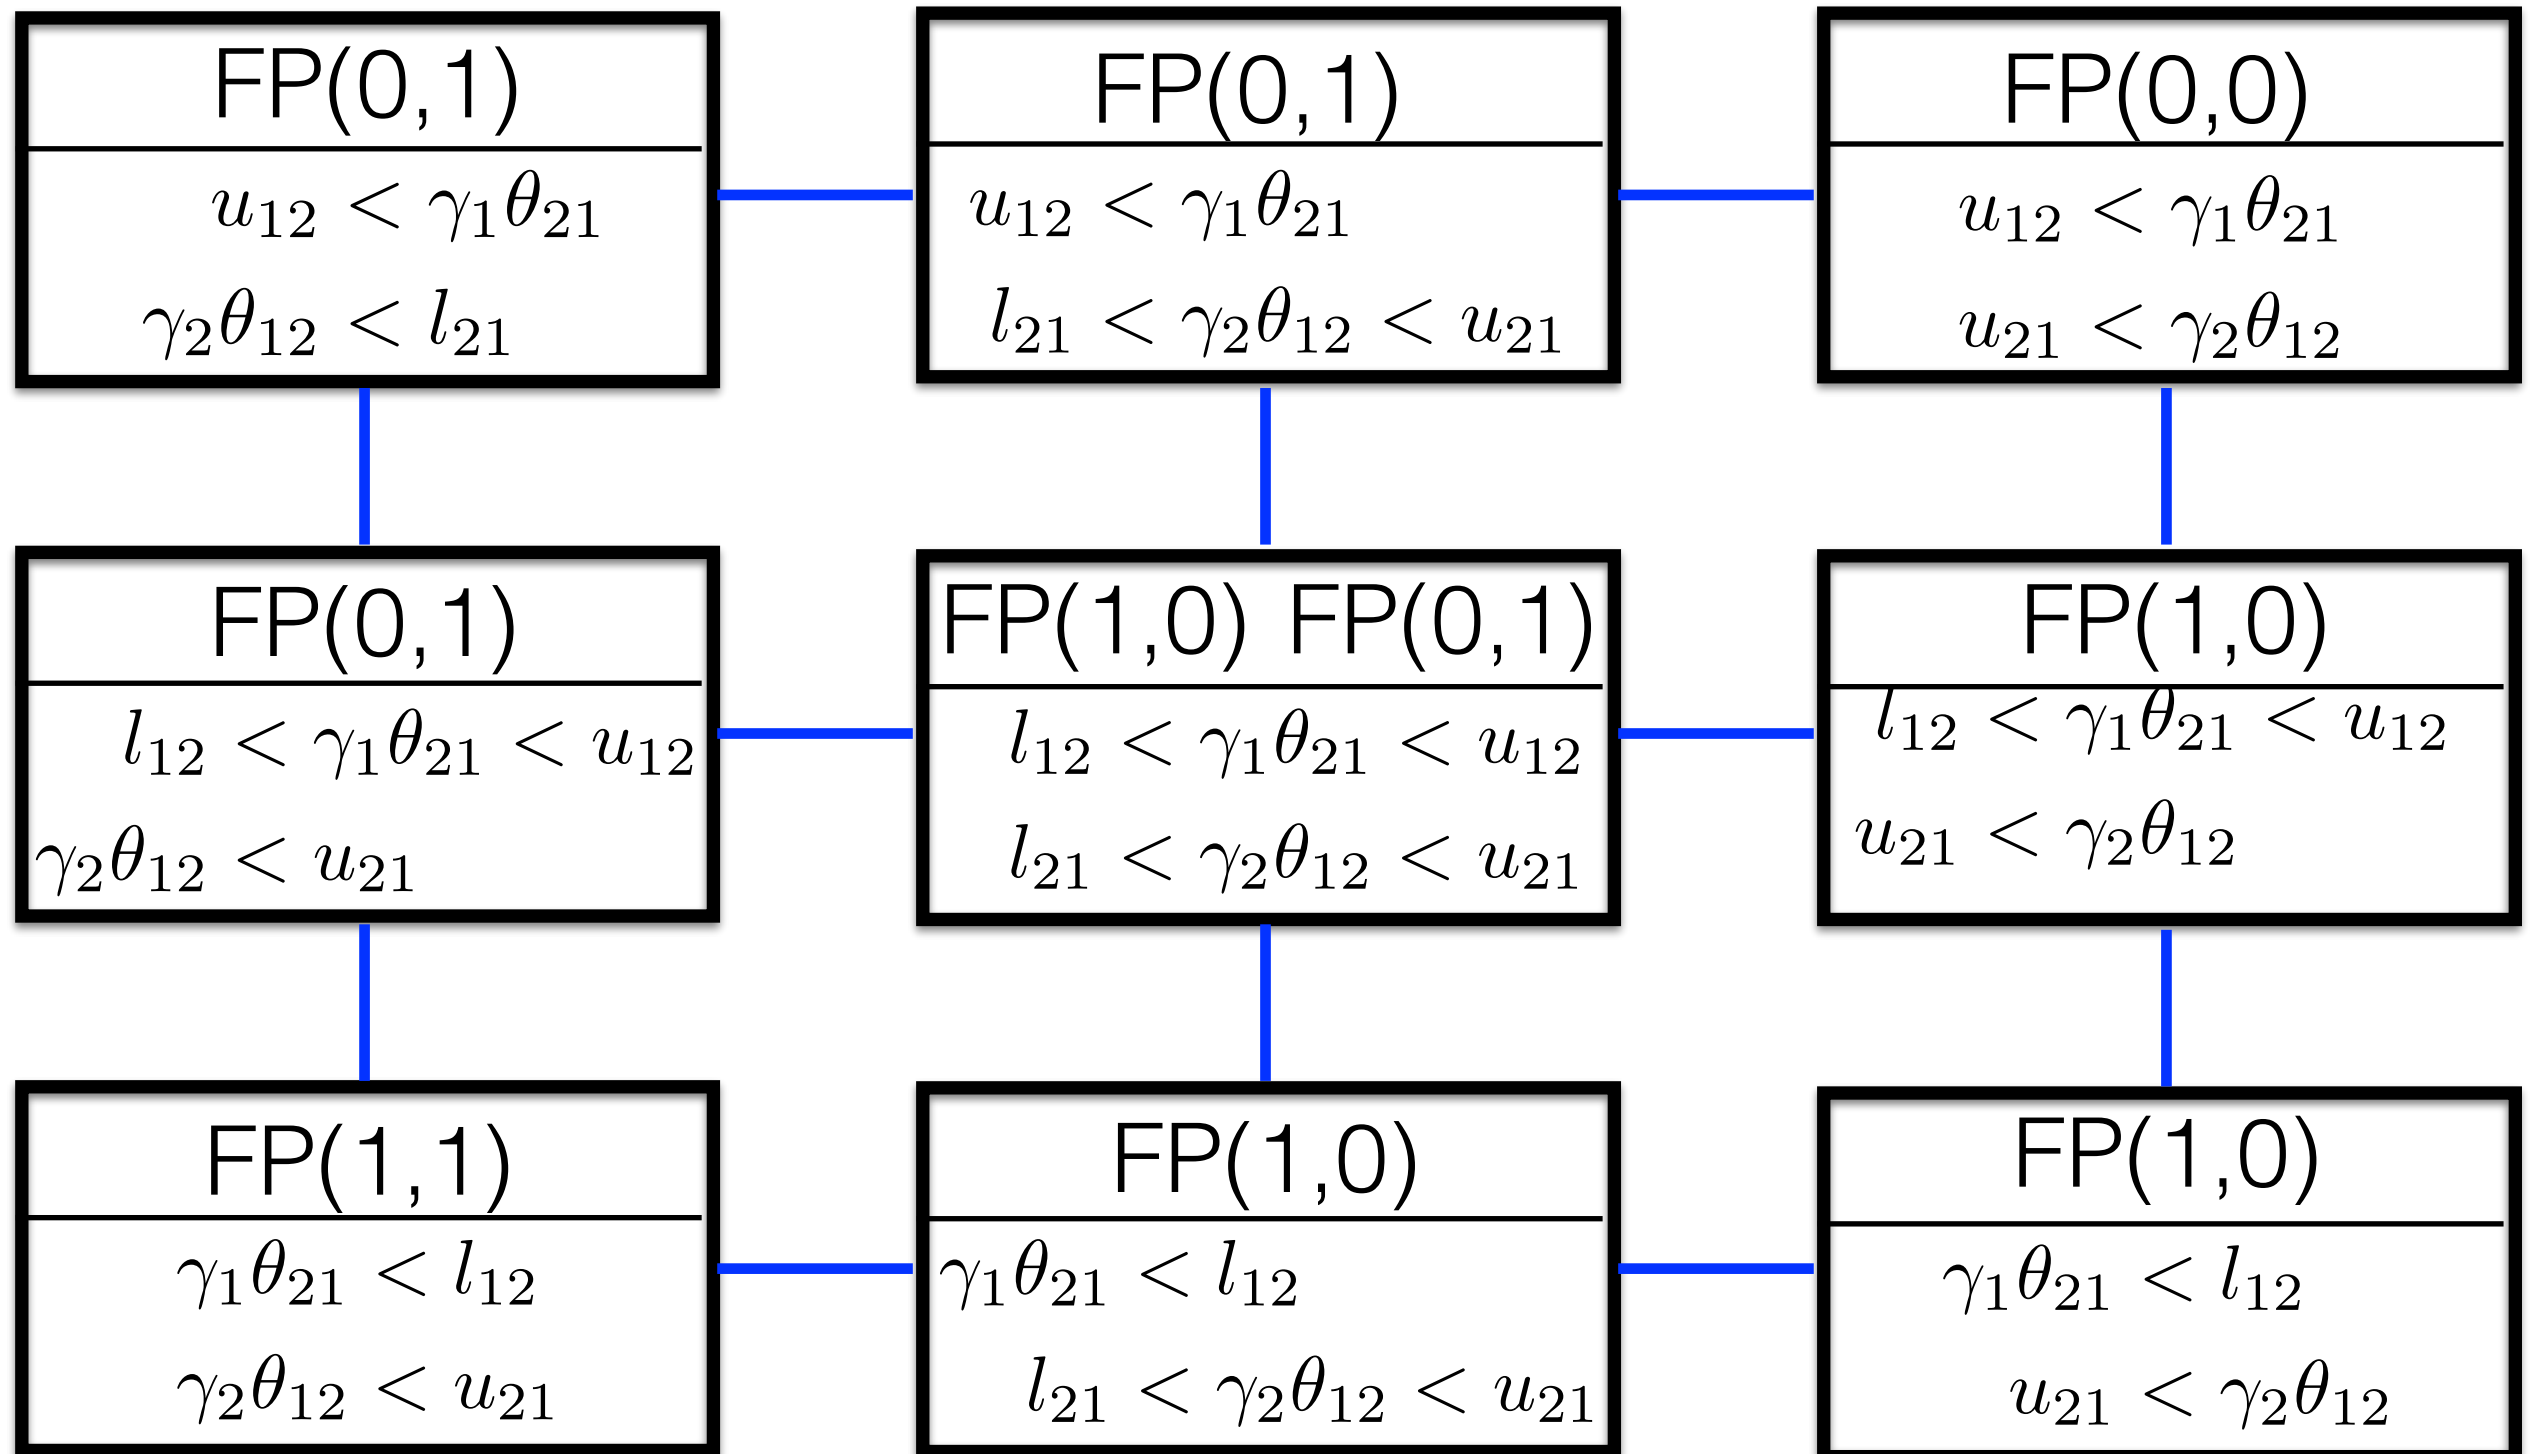 FP(0,1)
u₁₂ < γ₁θ₂₁
γ₂θ₁₂ < l₂₁
FP(0,1)
u₁₂ < γ₁θ₂₁
l₂₁ < γ₂θ₁₂ < u₂₁
FP(0,0)
u₁₂ < γ₁θ₂₁
u₂₁ < γ₂θ₁₂
FP(0,1)
l₁₂ < γ₁θ₂₁ < u₁₂
γ₂θ₁₂ < u₂₁
FP(1,0) FP(0,1)
l₁₂ < γ₁θ₂₁ < u₁₂
l₂₁ < γ₂θ₁₂ < u₂₁
FP(1,0)
l₁₂ < γ₁θ₂₁ < u₁₂
u₂₁ < γ₂θ₁₂
FP(1,1)
γ₁θ₂₁ < l₁₂
γ₂θ₁₂ < u₂₁
FP(1,0)
γ₁θ₂₁ < l₁₂
l₂₁ < γ₂θ₁₂ < u₂₁
FP(1,0)
γ₁θ₂₁ < l₁₂
u₂₁ < γ₂θ₁₂